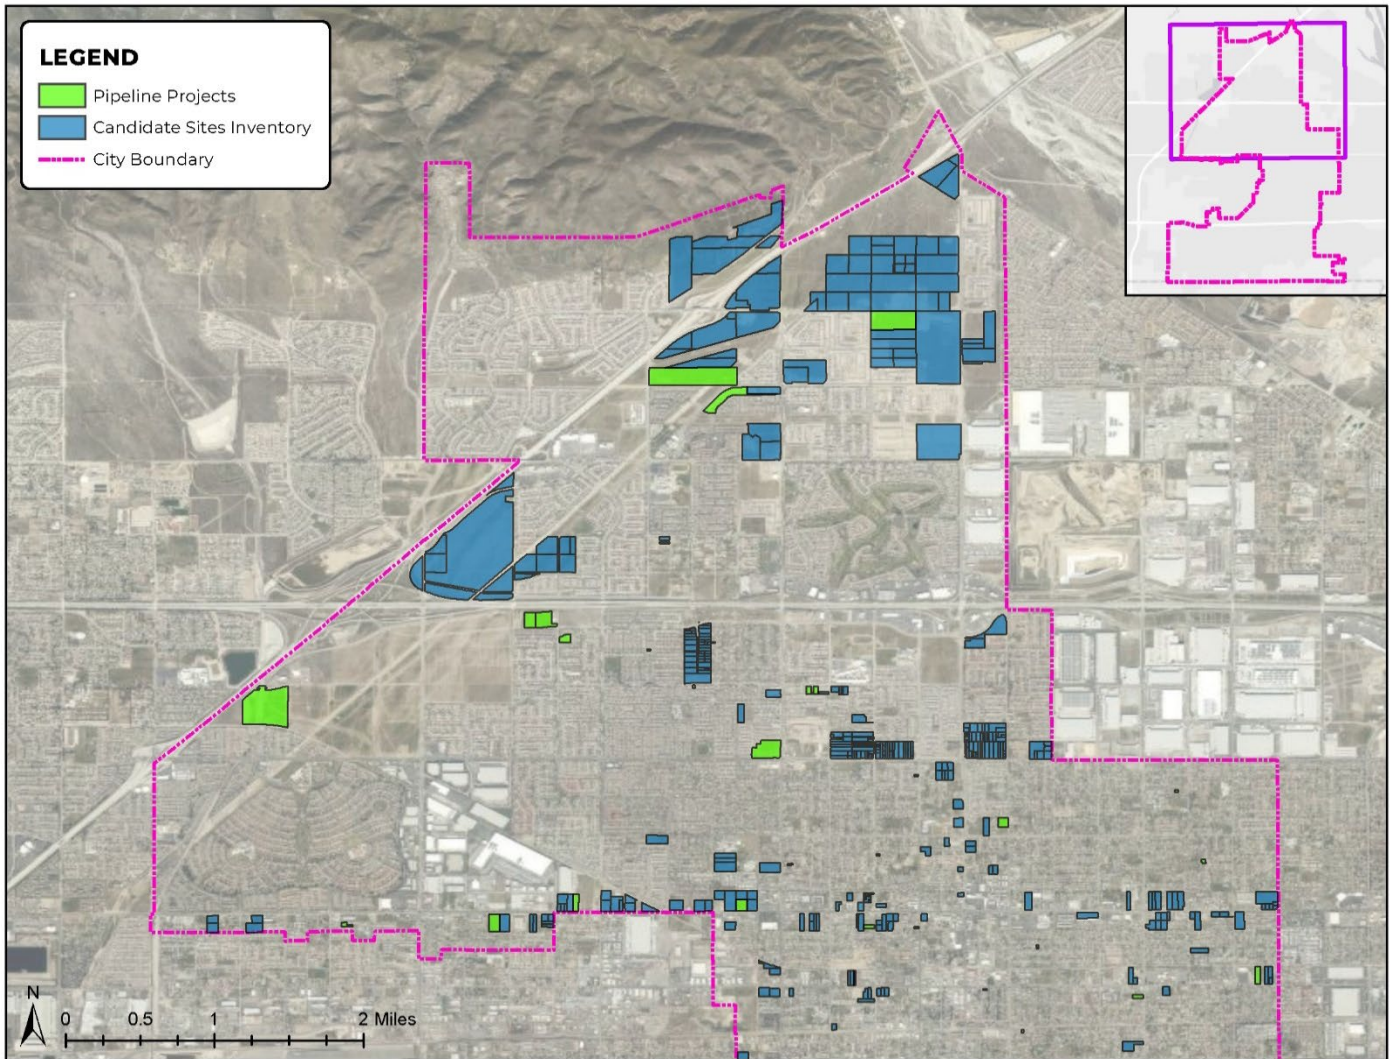 LEGEND
Pipeline Projects
Candidate Sites Inventory
City Boundary
N
0 0.5 1 2 Miles